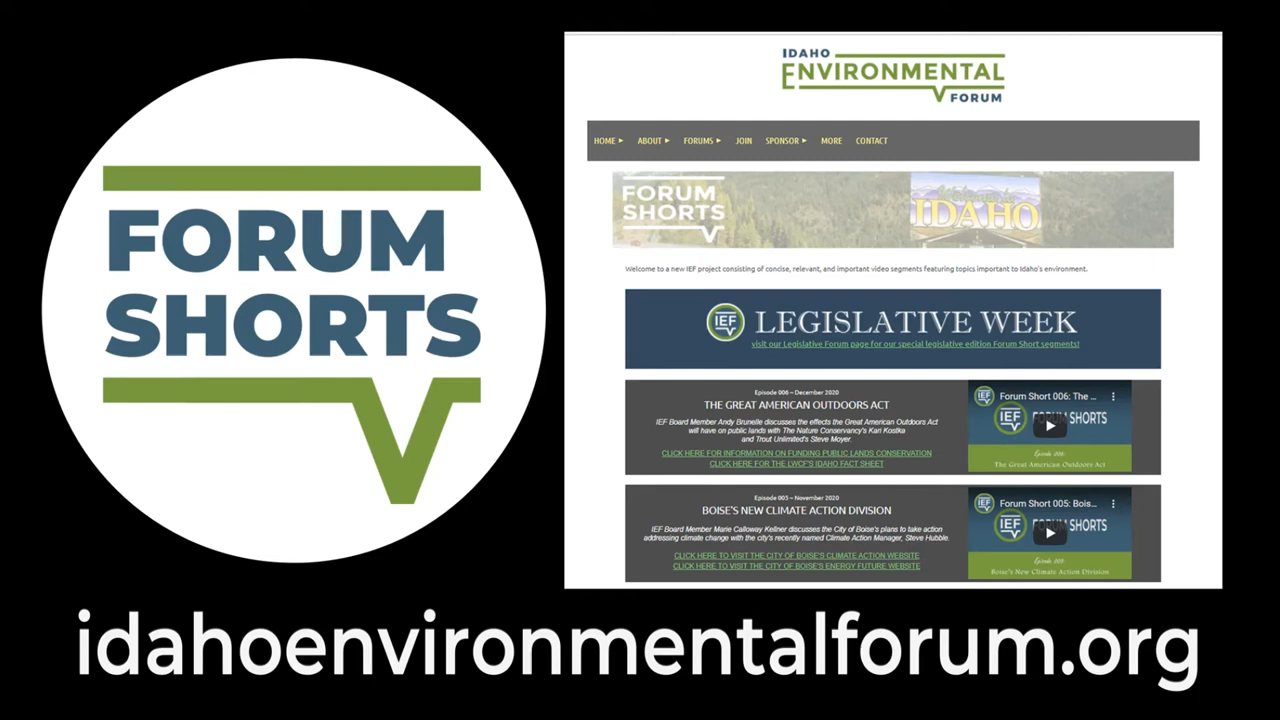 FORUM
SHORTS
IDAHO
ENVIRONMENTAL
FORUM
HOME ▸ ABOUT ▸ FORUMS ▸ JOIN SPONSOR ▸ MORE CONTACT
FORUM
SHORTS
Welcome to
IDAHO
Welcome to a new IEF project consisting of concise, relevant, and important video segments featuring topics important to Idaho's environment.
IEF LEGISLATIVE WEEK
visit our Legislative Forum page for our special legislative edition Forum Short segments!
Episode 006 – December 2020
THE GREAT AMERICAN OUTDOORS ACT
IEF Board Member Andy Brunelle discusses the effects the Great American Outdoors Act
will have on public lands with The Nature Conservancy's Kari Kostka
and Trout Unlimited's Steve Moyer.
CLICK HERE FOR INFORMATION ON FUNDING PUBLIC LANDS CONSERVATION
CLICK HERE FOR THE LWCF'S IDAHO FACT SHEET
IEF Forum Short 006: The ...
IEF FORUM SHORTS
Episode 006:
The Great American Outdoors Act
Episode 005 – November 2020
BOISE'S NEW CLIMATE ACTION DIVISION
IEF Board Member Marie Calloway Kellner discusses the City of Boise's plans to take action
addressing climate change with the city's recently named Climate Action Manager, Steve Hubble.
CLICK HERE TO VISIT THE CITY OF BOISE'S CLIMATE ACTION WEBSITE
CLICK HERE TO VISIT THE CITY OF BOISE'S ENERGY FUTURE WEBSITE
IEF Forum Short 005: Bois...
IEF FORUM SHORTS
Episode 005:
Boise's New Climate Action Division
idahoenvironmentalforum.org